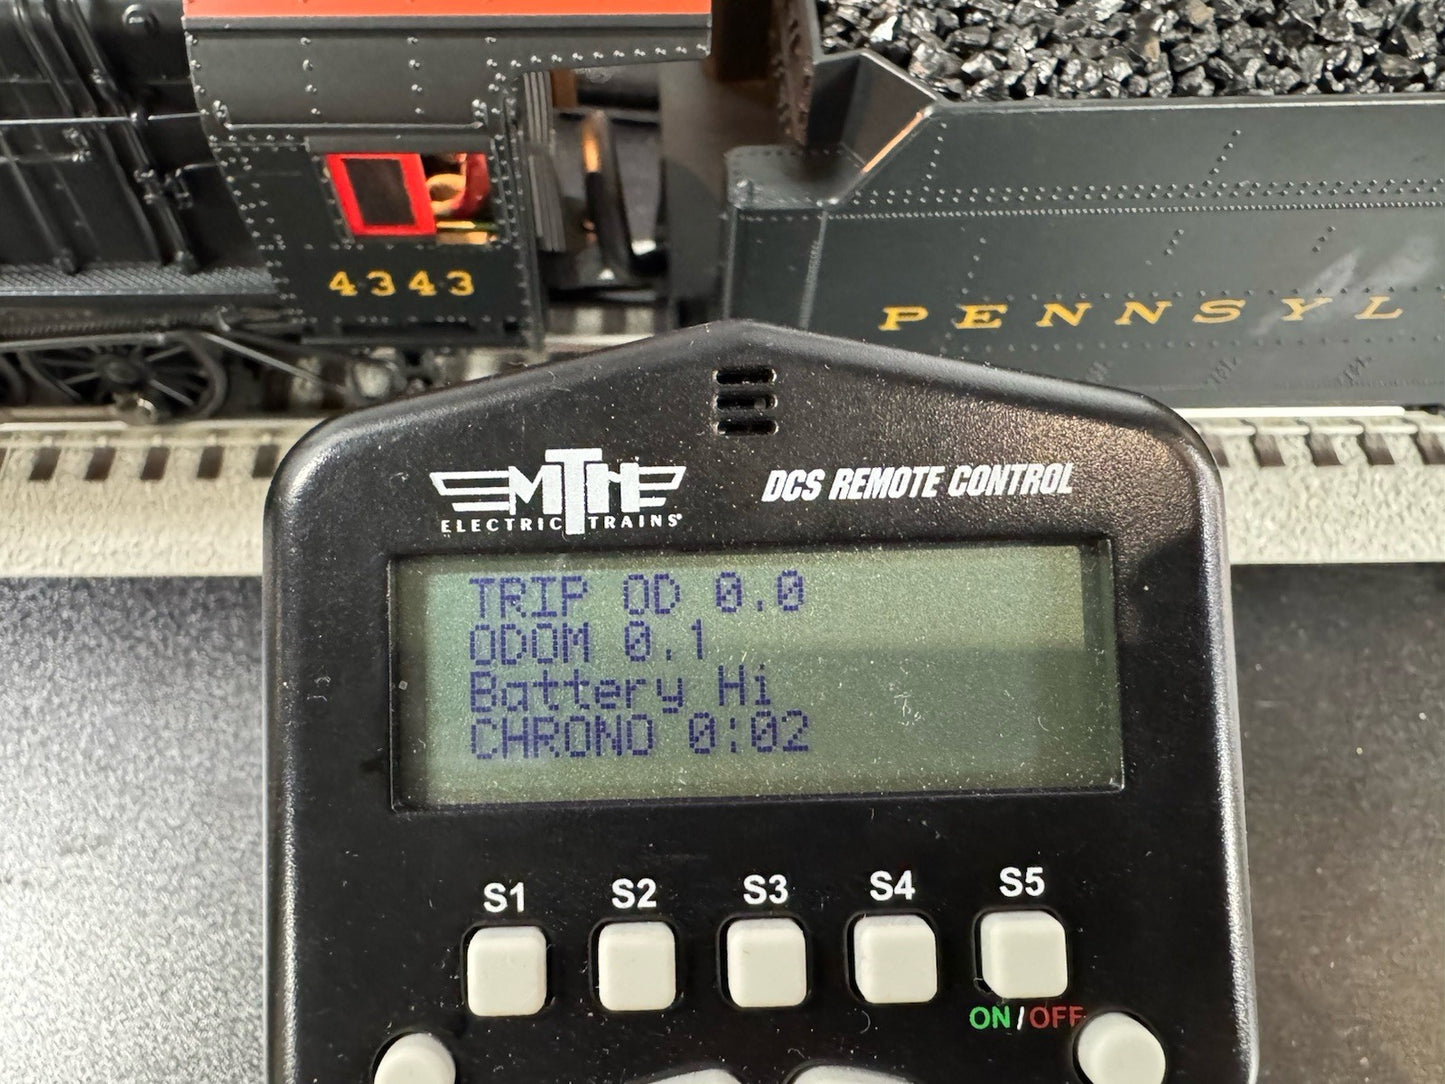 4343
PENNSYL
MTH
ELECTRIC TRAINS®
DCS REMOTE CONTROL
TRIP OD 0.0
ODOM 0.1
Battery Hi
CHRONO 0:02
S1 S2 S3 S4 S5
ON/OFF